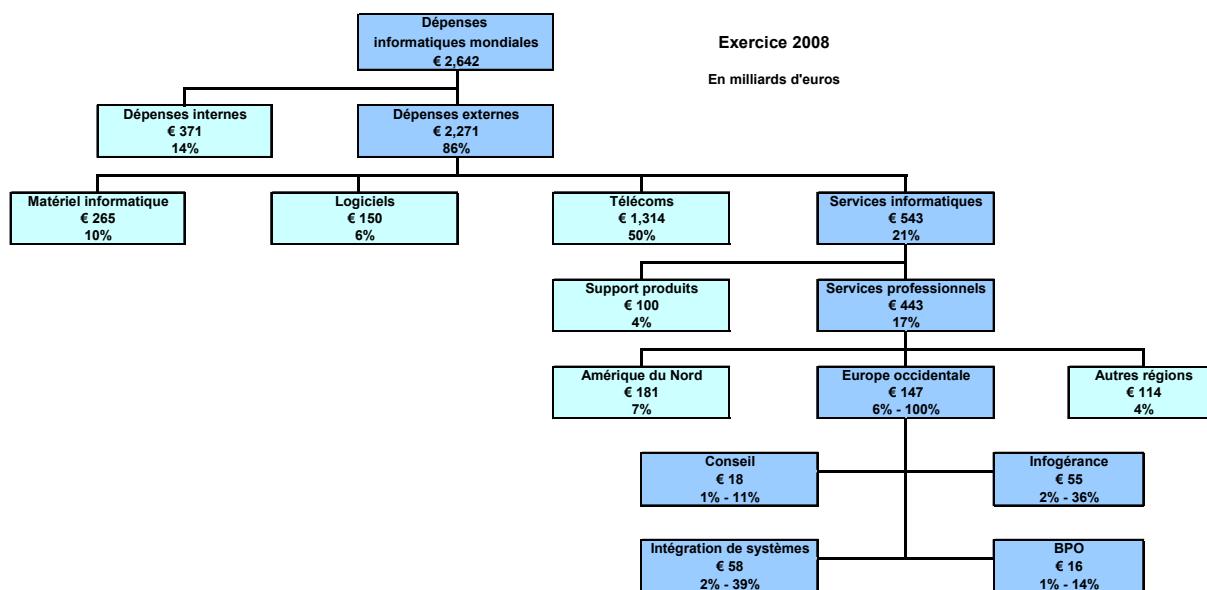 Dépenses
informatiques mondiales
€ 2,642
Exercice 2008
En milliards d'euros
Dépenses internes
€ 371
14%
Dépenses externes
€ 2,271
86%
Matériel informatique
€ 265
10%
Logiciels
€ 150
6%
Télécoms
€ 1,314
50%
Services informatiques
€ 543
21%
Support produits
€ 100
4%
Services professionnels
€ 443
17%
Amérique du Nord
€ 181
7%
Europe occidentale
€ 147
6% - 100%
Autres régions
€ 114
4%
Conseil
€ 18
1% - 11%
Infogérance
€ 55
2% - 36%
Intégration de systèmes
€ 58
2% - 39%
BPO
€ 16
1% - 14%